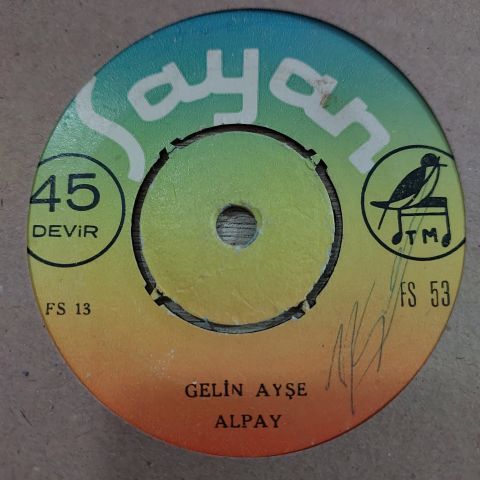 Sayan
45
DEVİR
TM
FS 13
FS 53
GELİN AYŞE
ALPAY